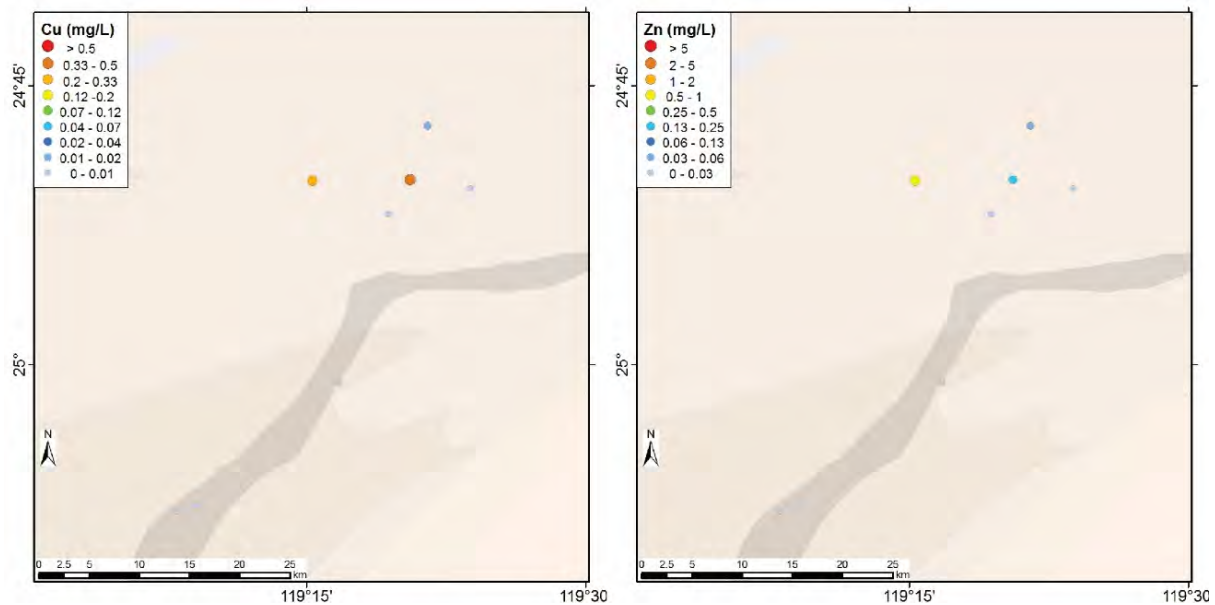 Cu (mg/L)
> 0.5
0.33 - 0.5
0.2 - 0.33
0.12 -0.2
0.07 - 0.12
0.04 - 0.07
0.02 - 0.04
0.01 - 0.02
0 - 0.01
24°45'
25°
N
0 2.5 5 10 15 20 25
km
119°15' 119°30'
Zn (mg/L)
> 5
2 - 5
1 - 2
0.5 - 1
0.25 - 0.5
0.13 - 0.25
0.06 - 0.13
0.03 - 0.06
0 - 0.03
24°45'
25°
N
0 2.5 5 10 15 20 25
km
119°15' 119°30'